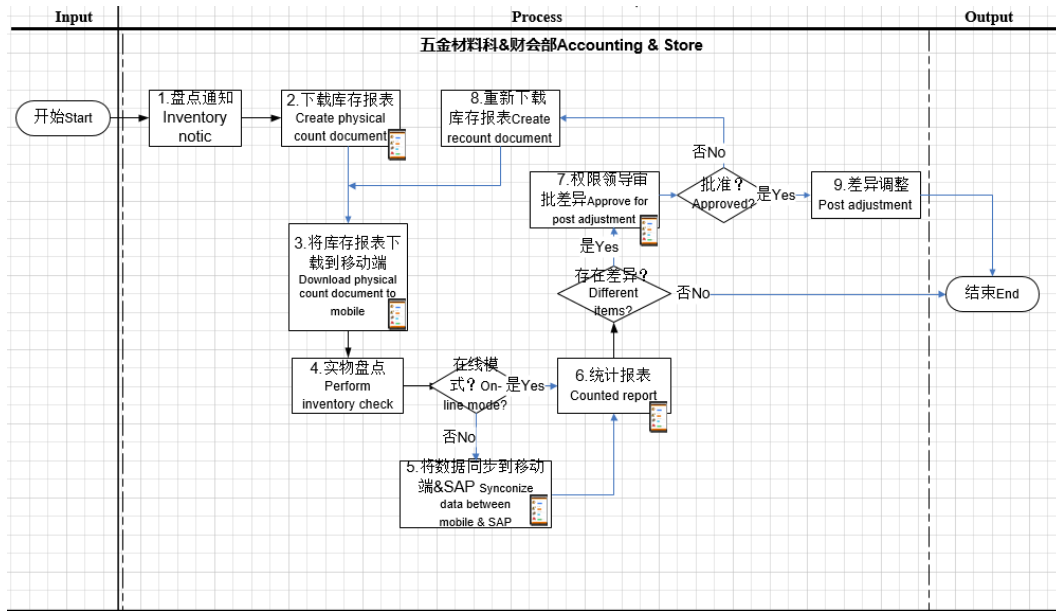 Input
Process
Output
五金材料科&财会部Accounting & Store
开始Start
1.盘点通知
Inventory
notic
2.下载库存报表
Create physical
count document
8.重新下载
库存报表Create
recount document
否No
7.权限领导审
批差异Approve for
post adjustment
批准？
Approved?
是Yes
9.差异调整
Post adjustment
是Yes
3.将库存报表下
载到移动端
Download physical
count document to
mobile
存在差异？
Different
items?
否No
结束End
4.实物盘点
Perform
inventory check
在线模
式？On-
line mode?
是Yes
6.统计报表
Counted report
否No
5.将数据同步到移动
端&SAP Synconize
data between
mobile & SAP